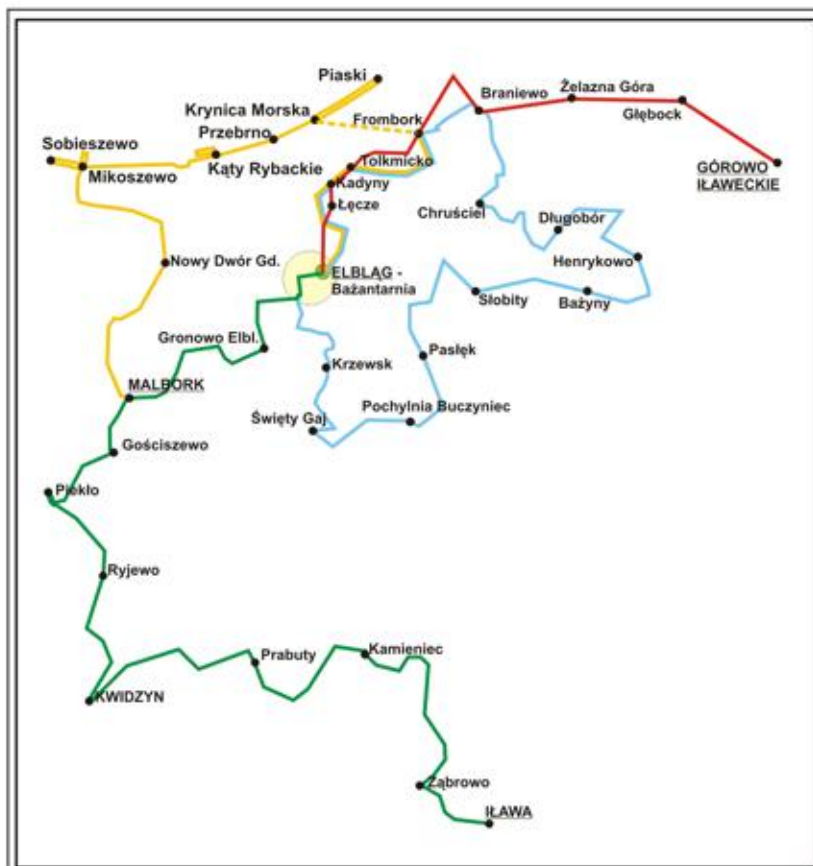 Piaski
Krynica Morska
Frombork
Braniewo
Żelazna Góra
Głębock
Przebrno
Sobieszewo
Mikoszewo
Kąty Rybackie
Tolkmicko
Kadyny
Łęcze
GÓROWO
IŁAWECKIE
Chruściel
Długobór
Henrykowo
Nowy Dwór Gd.
ELBLĄG -
Bażantarnia
Słobity
Bażyny
Gronowo Elbl.
Krzewsk
Pasłęk
MALBORK
Święty Gaj
Pochylnia Buczyniec
Gościszewo
Piekło
Ryjewo
Prabuty
Kamieniec
KWIDZYN
Ząbrowo
IŁAWA